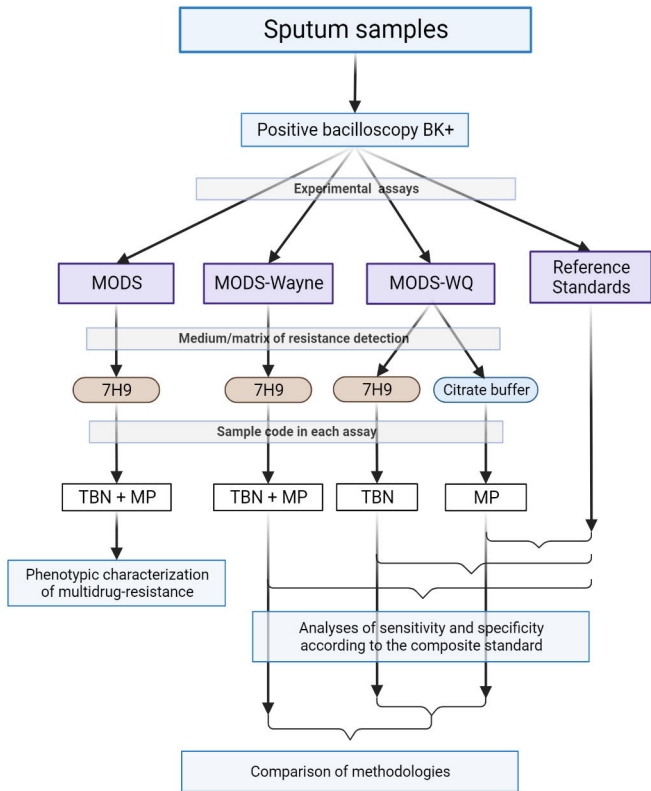 Sputum samples
Positive bacilloscopy BK+
Experimental assays
MODS
MODS-Wayne
MODS-WQ
Reference
Standards
Medium/matrix of resistance detection
7H9
7H9
7H9
Citrate buffer
Sample code in each assay
TBN + MP
TBN + MP
TBN
MP
Phenotypic characterization
of multidrug-resistance
Analyses of sensitivity and specificity
according to the composite standard
Comparison of methodologies